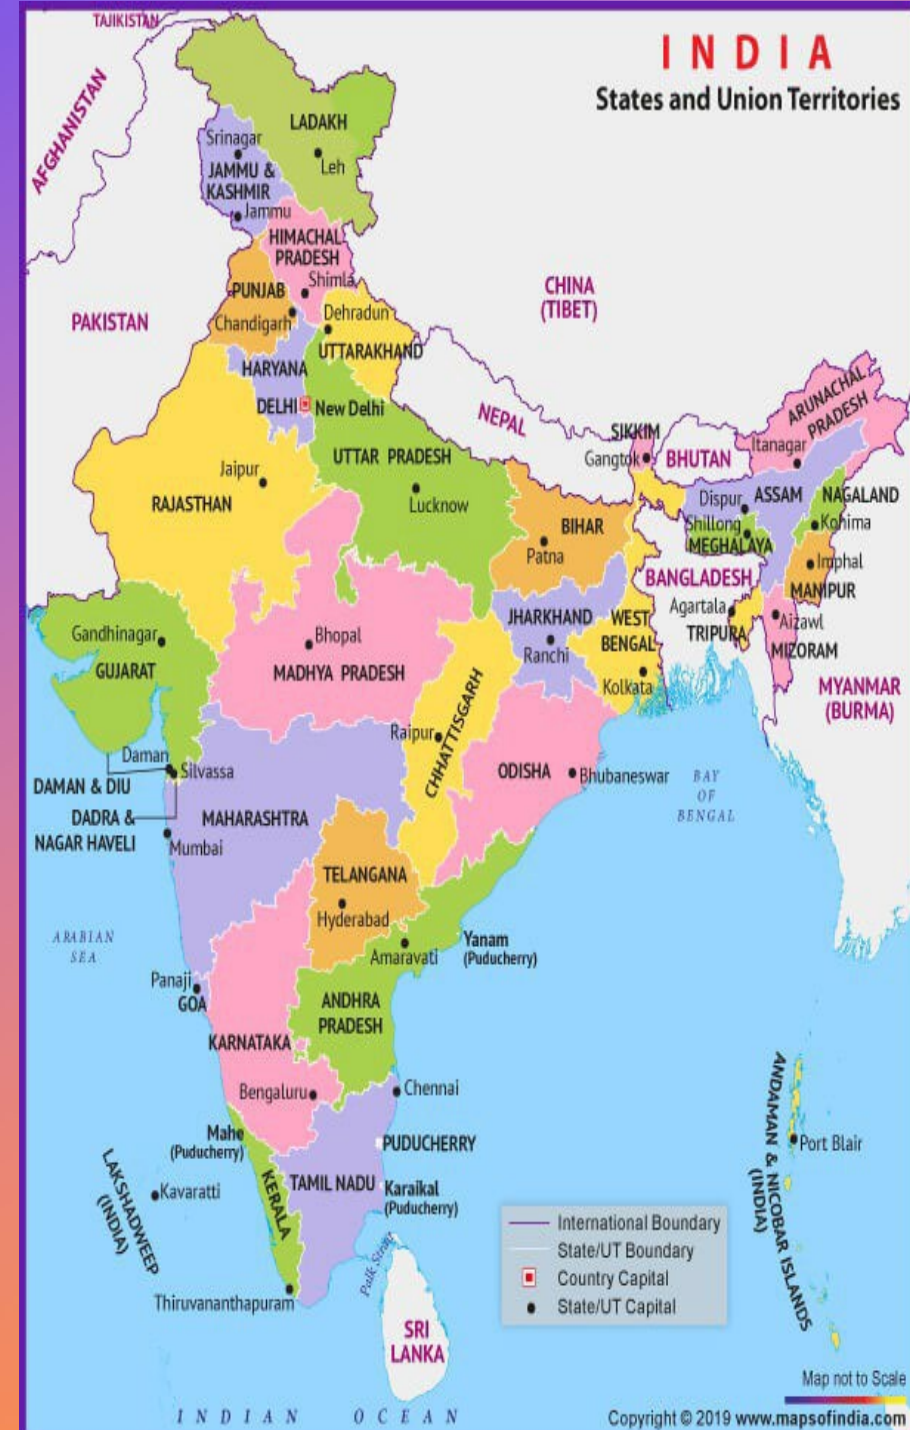 TAJIKISTAN
INDIA
States and Union Territories
AFGHANISTAN
LADAKH
Srinagar
Leh
JAMMU &
KASHMIR
Jammu
HIMACHAL
PRADESH
Shimla
CHINA
(TIBET)
PUNJAB
PAKISTAN
Chandigarh
Dehradun
UTTARAKHAND
HARYANA
DELHI
New Delhi
NEPAL
ARUNACHAL
PRADESH
SIKKIM
Gangtok
BHUTAN
Itanagar
UTTAR PRADESH
Jaipur
RAJASTHAN
Lucknow
Dispur
ASSAM
NAGALAND
BIHAR
Patna
Shillong
Kohima
MEGHALAYA
Imphal
BANGLADESH
MANIPUR
JHARKHAND
Ranchi
WEST
BENGAL
Agartala
TRIPURA
Aizawl
MIZORAM
Gandhinagar
GUJARAT
Bhopal
MADHYA PRADESH
Kolkata
MYANMAR
(BURMA)
CHHATTISGARH
Raipur
Daman
Silvassa
DAMAN & DIU
DADRA &
NAGAR HAVELI
ODISHA
Bhubaneswar
BAY
OF
BENGAL
MAHARASHTRA
Mumbai
TELANGANA
Hyderabad
ARABIAN
SEA
Amaravati
Yanam
(Puducherry)
Panaji
GOA
ANDHRA
PRADESH
KARNATAKA
Bengaluru
Chennai
Mahe
(Puducherry)
PUDUCHERRY
ANDAMAN & NICOBAR ISLANDS
(INDIA)
Port Blair
LAKSHADWEEP
(INDIA)
Kavaratti
KERALA
TAMIL NADU
Karaikal
(Puducherry)
Palk Strait
Thiruvananthapuram
SRI
LANKA
International Boundary
State/UT Boundary
Country Capital
State/UT Capital
Map not to Scale
INDIAN OCEAN
Copyright © 2019 www.mapsofindia.com